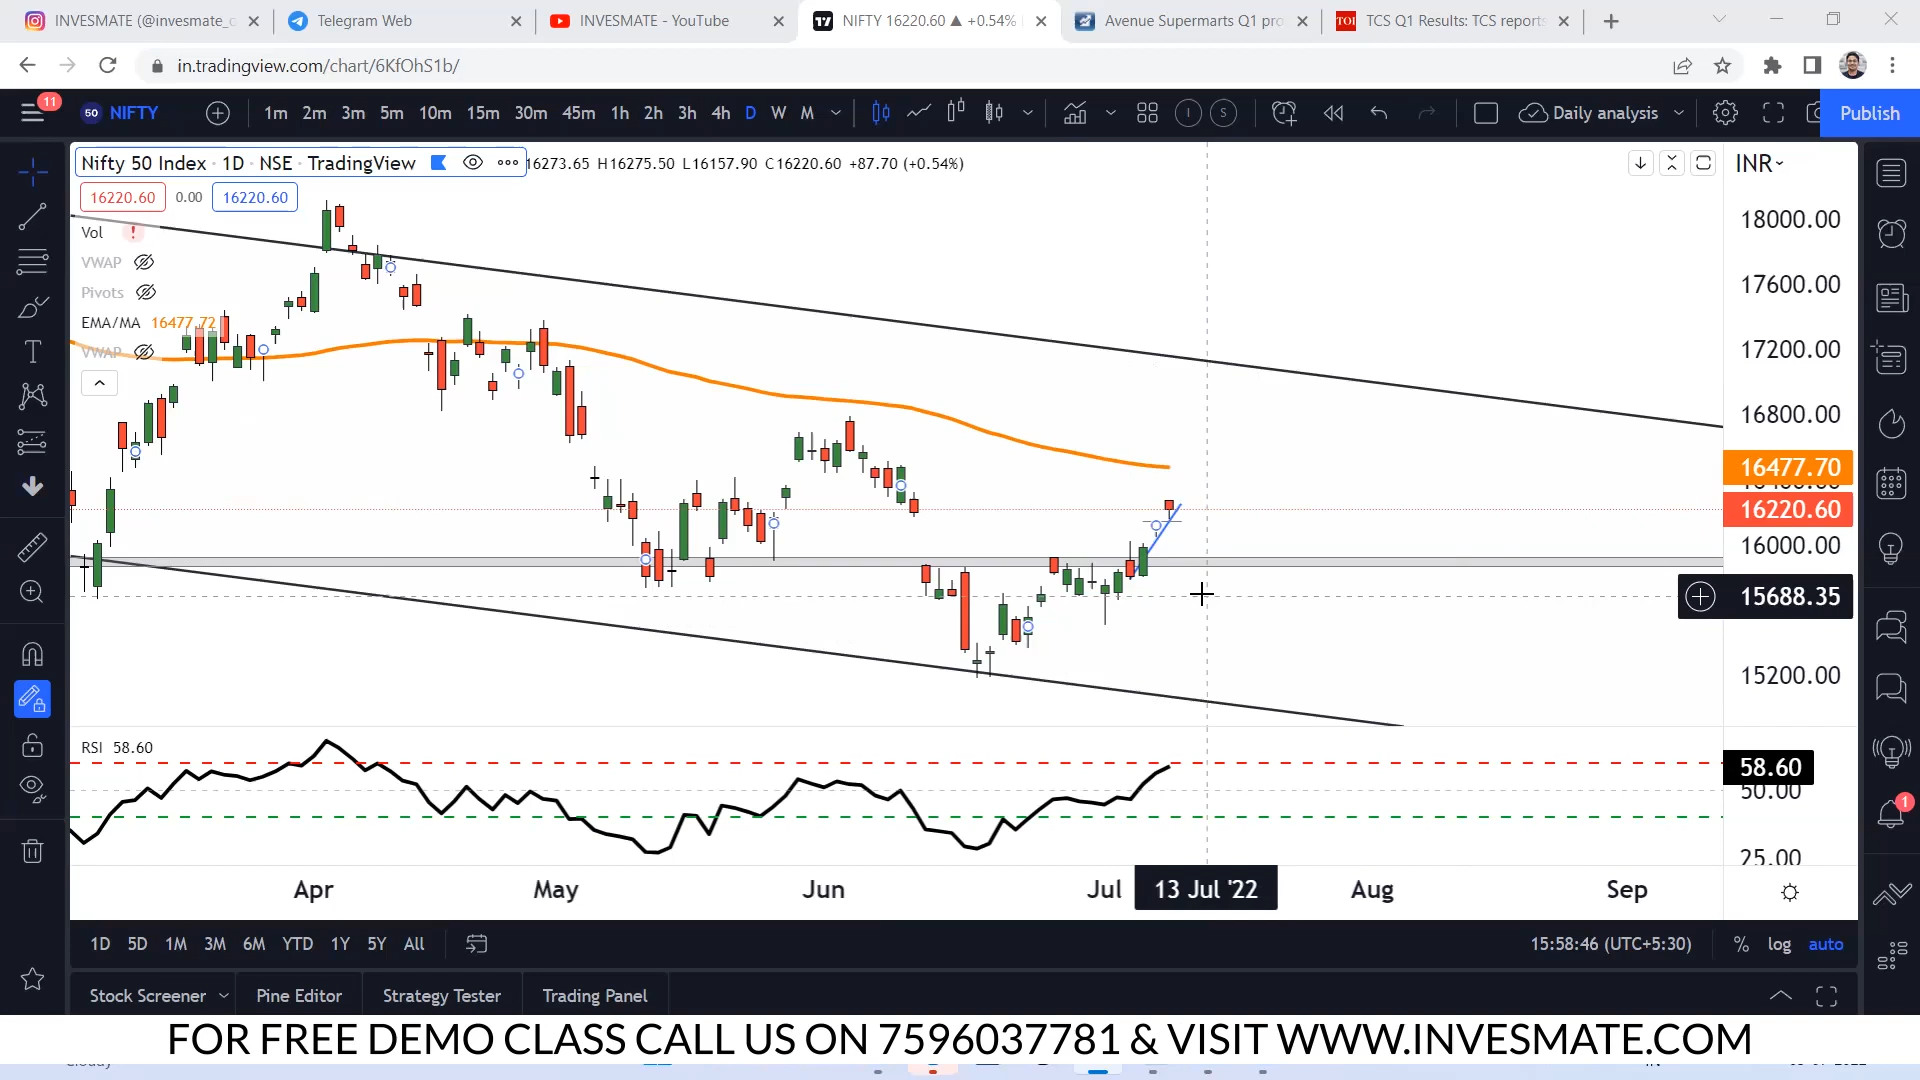 INVESMATE (@invesmate_c
Telegram Web
INVESMATE - YouTube
NIFTY 16220.60 ▲ +0.54%
Avenue Supermarts Q1 pro
TOI TCS Q1 Results: TCS reports
in.tradingview.com/chart/6KfOhS1b/
11
50 NIFTY 1m 2m 3m 5m 10m 15m 30m 45m 1h 2h 3h 4h D W M I S Daily analysis Publish
Nifty 50 Index · 1D · NSE · TradingView 16273.65 H16275.50 L16157.90 C16220.60 +87.70 (+0.54%)
INR
16220.60 0.00 16220.60
Vol !
VWAP
Pivots
EMA/MA 16477.72
VWAP
18000.00
17600.00
17200.00
16800.00
16477.70
16220.60
16000.00
15688.35
15200.00
RSI 58.60
58.60
50.00
25.00
1
Apr May Jun Jul 13 Jul '22 Aug Sep
1D 5D 1M 3M 6M YTD 1Y 5Y All 15:58:46 (UTC+5:30) % log auto
Stock Screener Pine Editor Strategy Tester Trading Panel
FOR FREE DEMO CLASS CALL US ON 7596037781 & VISIT WWW.INVESMATE.COM